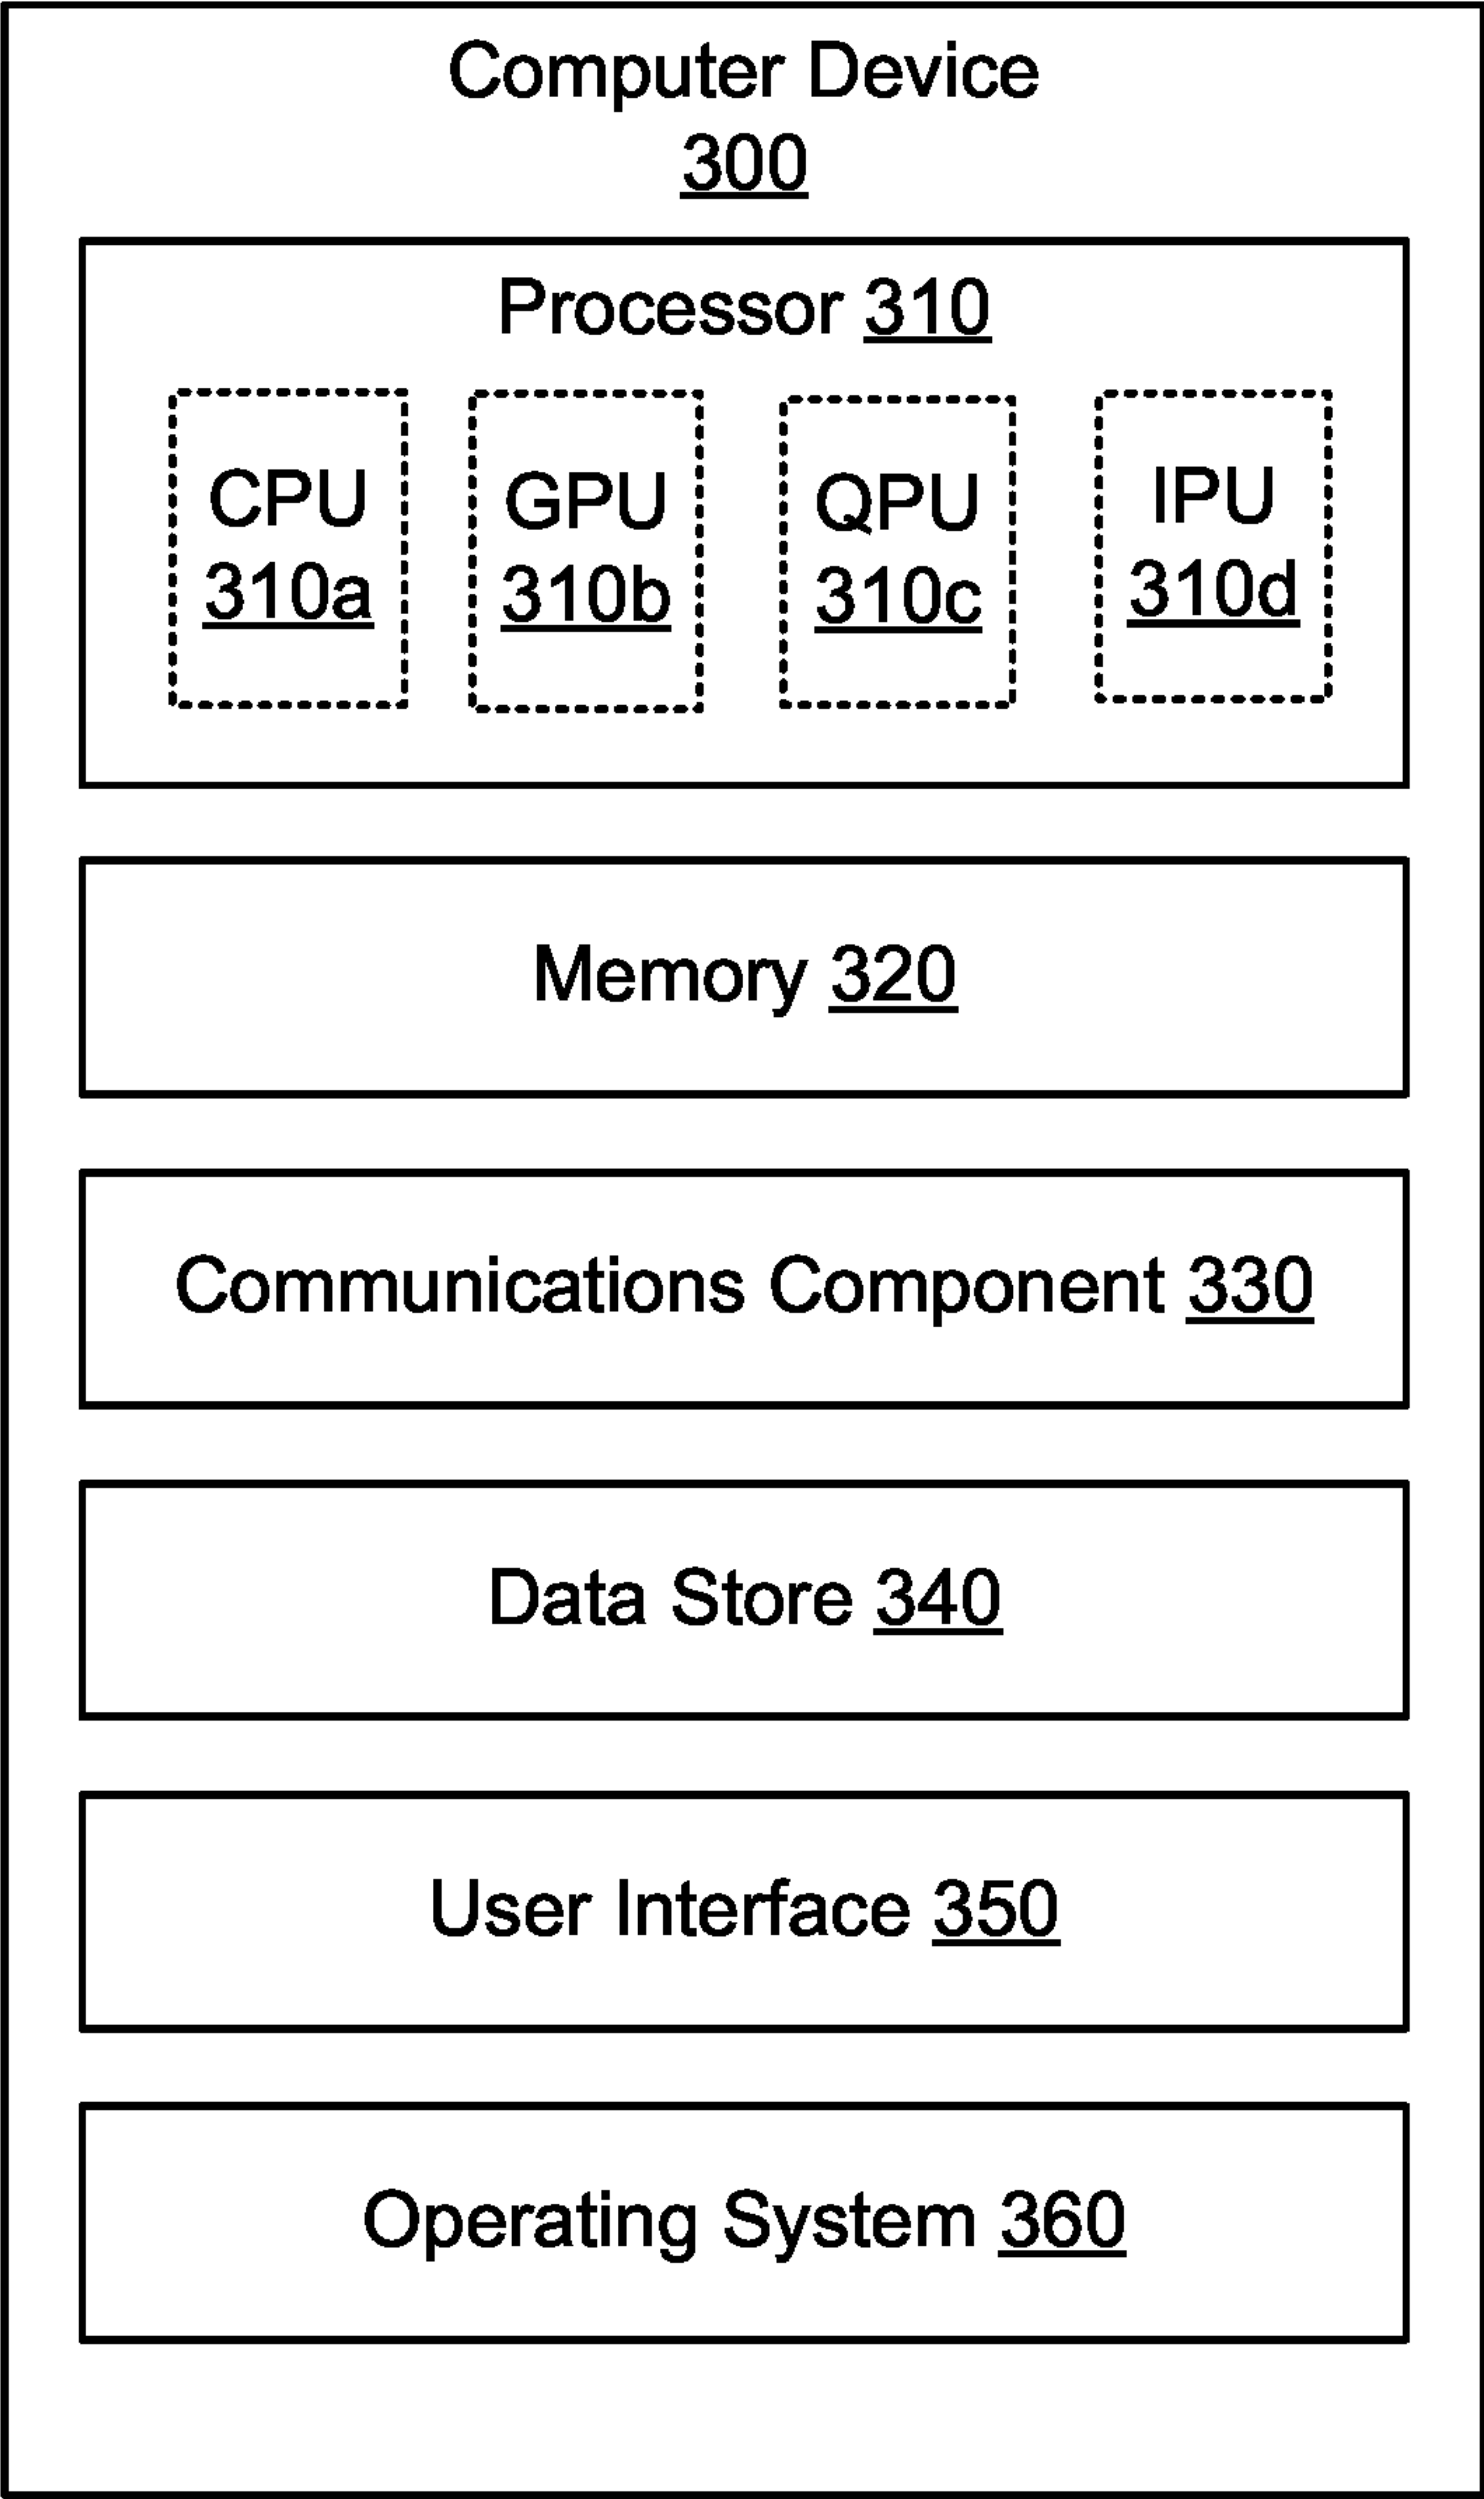 Computer Device
300
Processor 310
CPU
310a
GPU
310b
QPU
310c
IPU
310d
Memory 320
Communications Component 330
Data Store 340
User Interface 350
Operating System 360